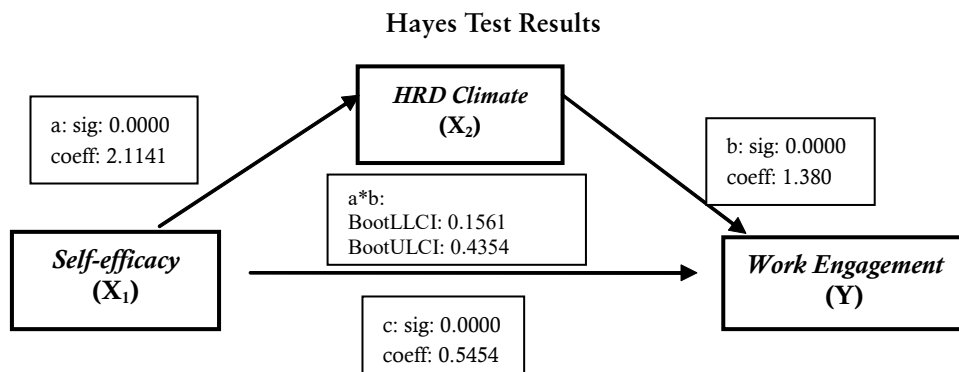 Hayes Test Results
HRD Climate
(X₂)
a: sig: 0.0000
coeff: 2.1141
b: sig: 0.0000
coeff: 1.380
a*b:
BootLLCI: 0.1561
BootULCI: 0.4354
Self-efficacy
(X₁)
Work Engagement
(Y)
c: sig: 0.0000
coeff: 0.5454